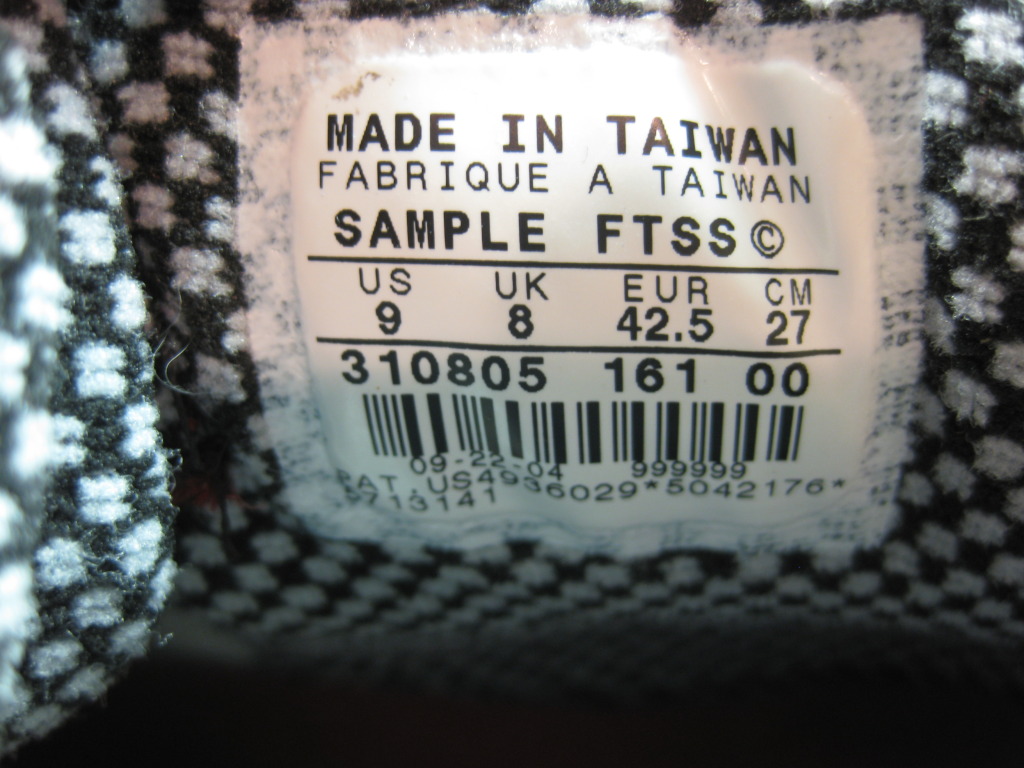 MADE IN TAIWAN
FABRIQUE A TAIWAN
SAMPLE FTSS©
US UK EUR CM
9 8 42.5 27
310805 161 00
09-22-04 999999
PAT.US4936029*5042176*
5713141